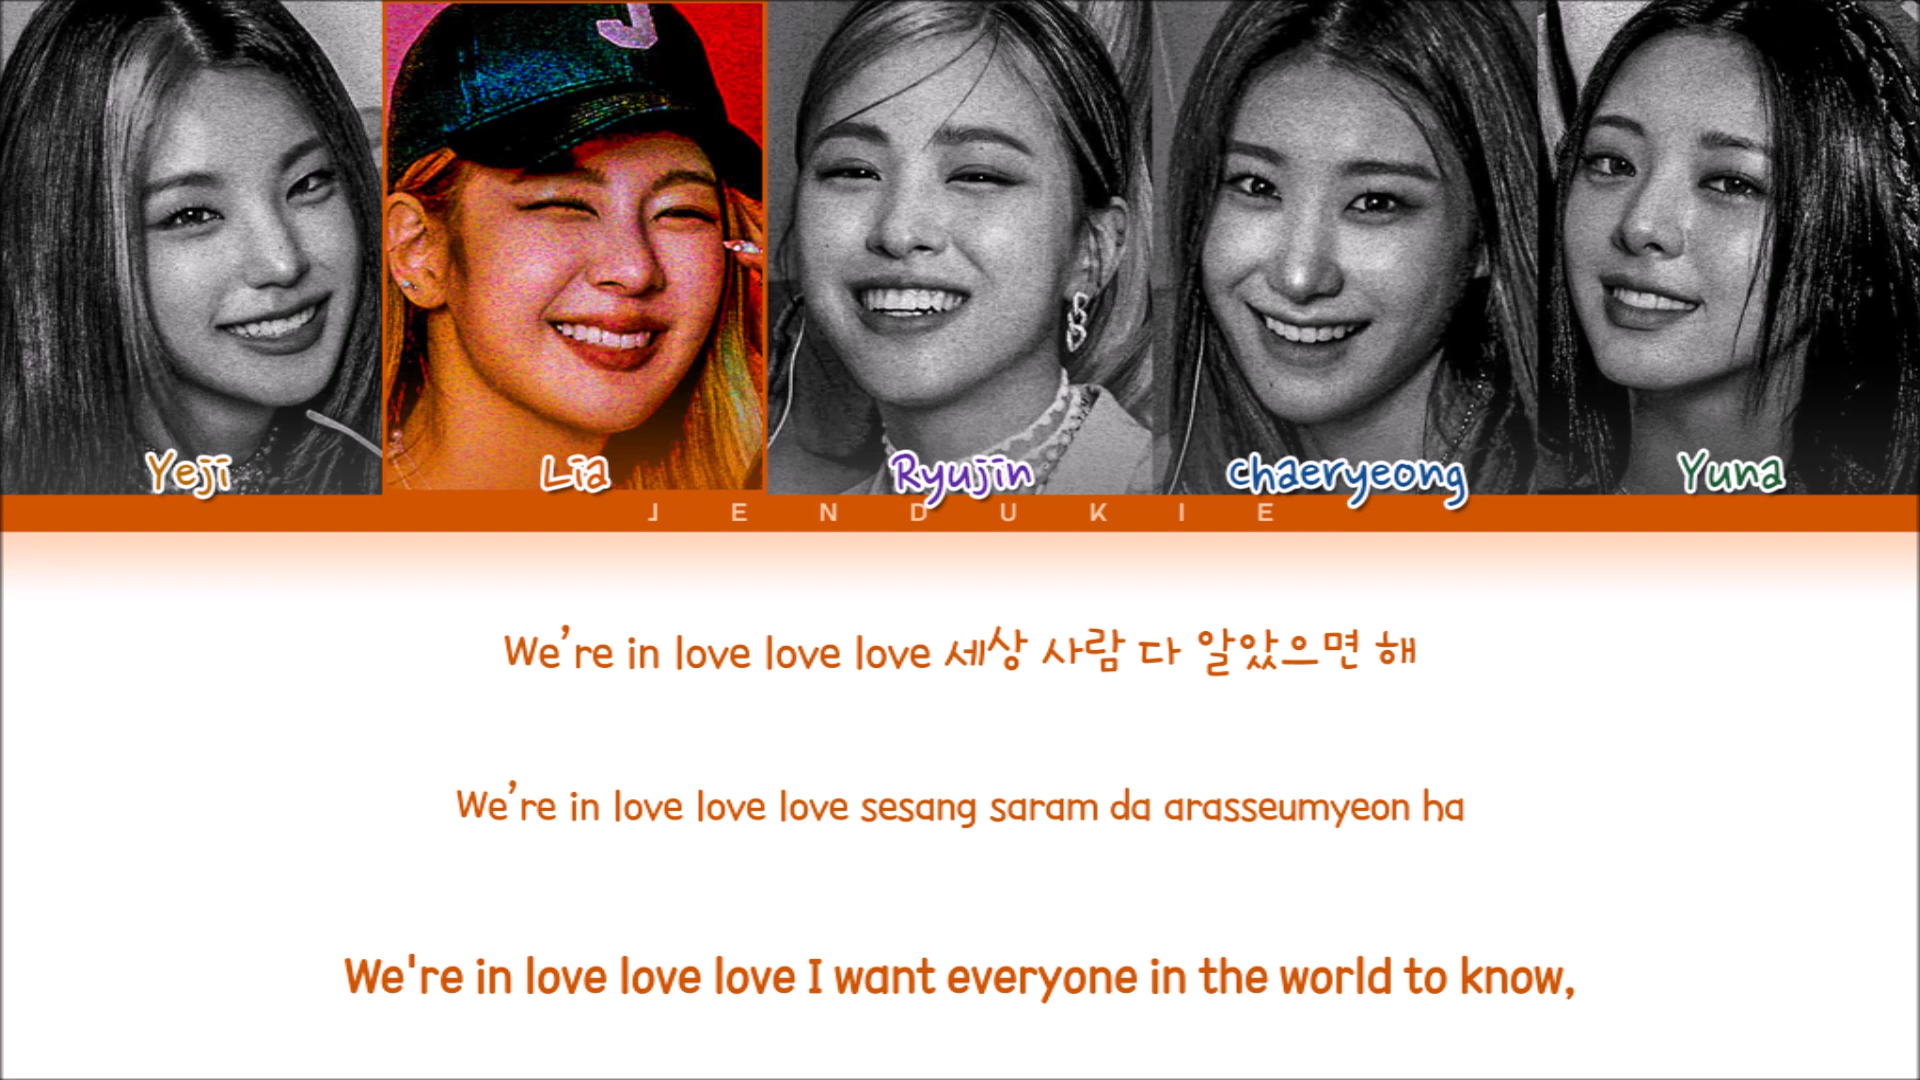 J
Yeji Lia Ryujin chaeryeong Yuna
JENDUKIE
We're in love love love 세상 사람 다 알았으면 해
We're in love love love sesang saram da arasseumyeon ha
We're in love love love I want everyone in the world to know,